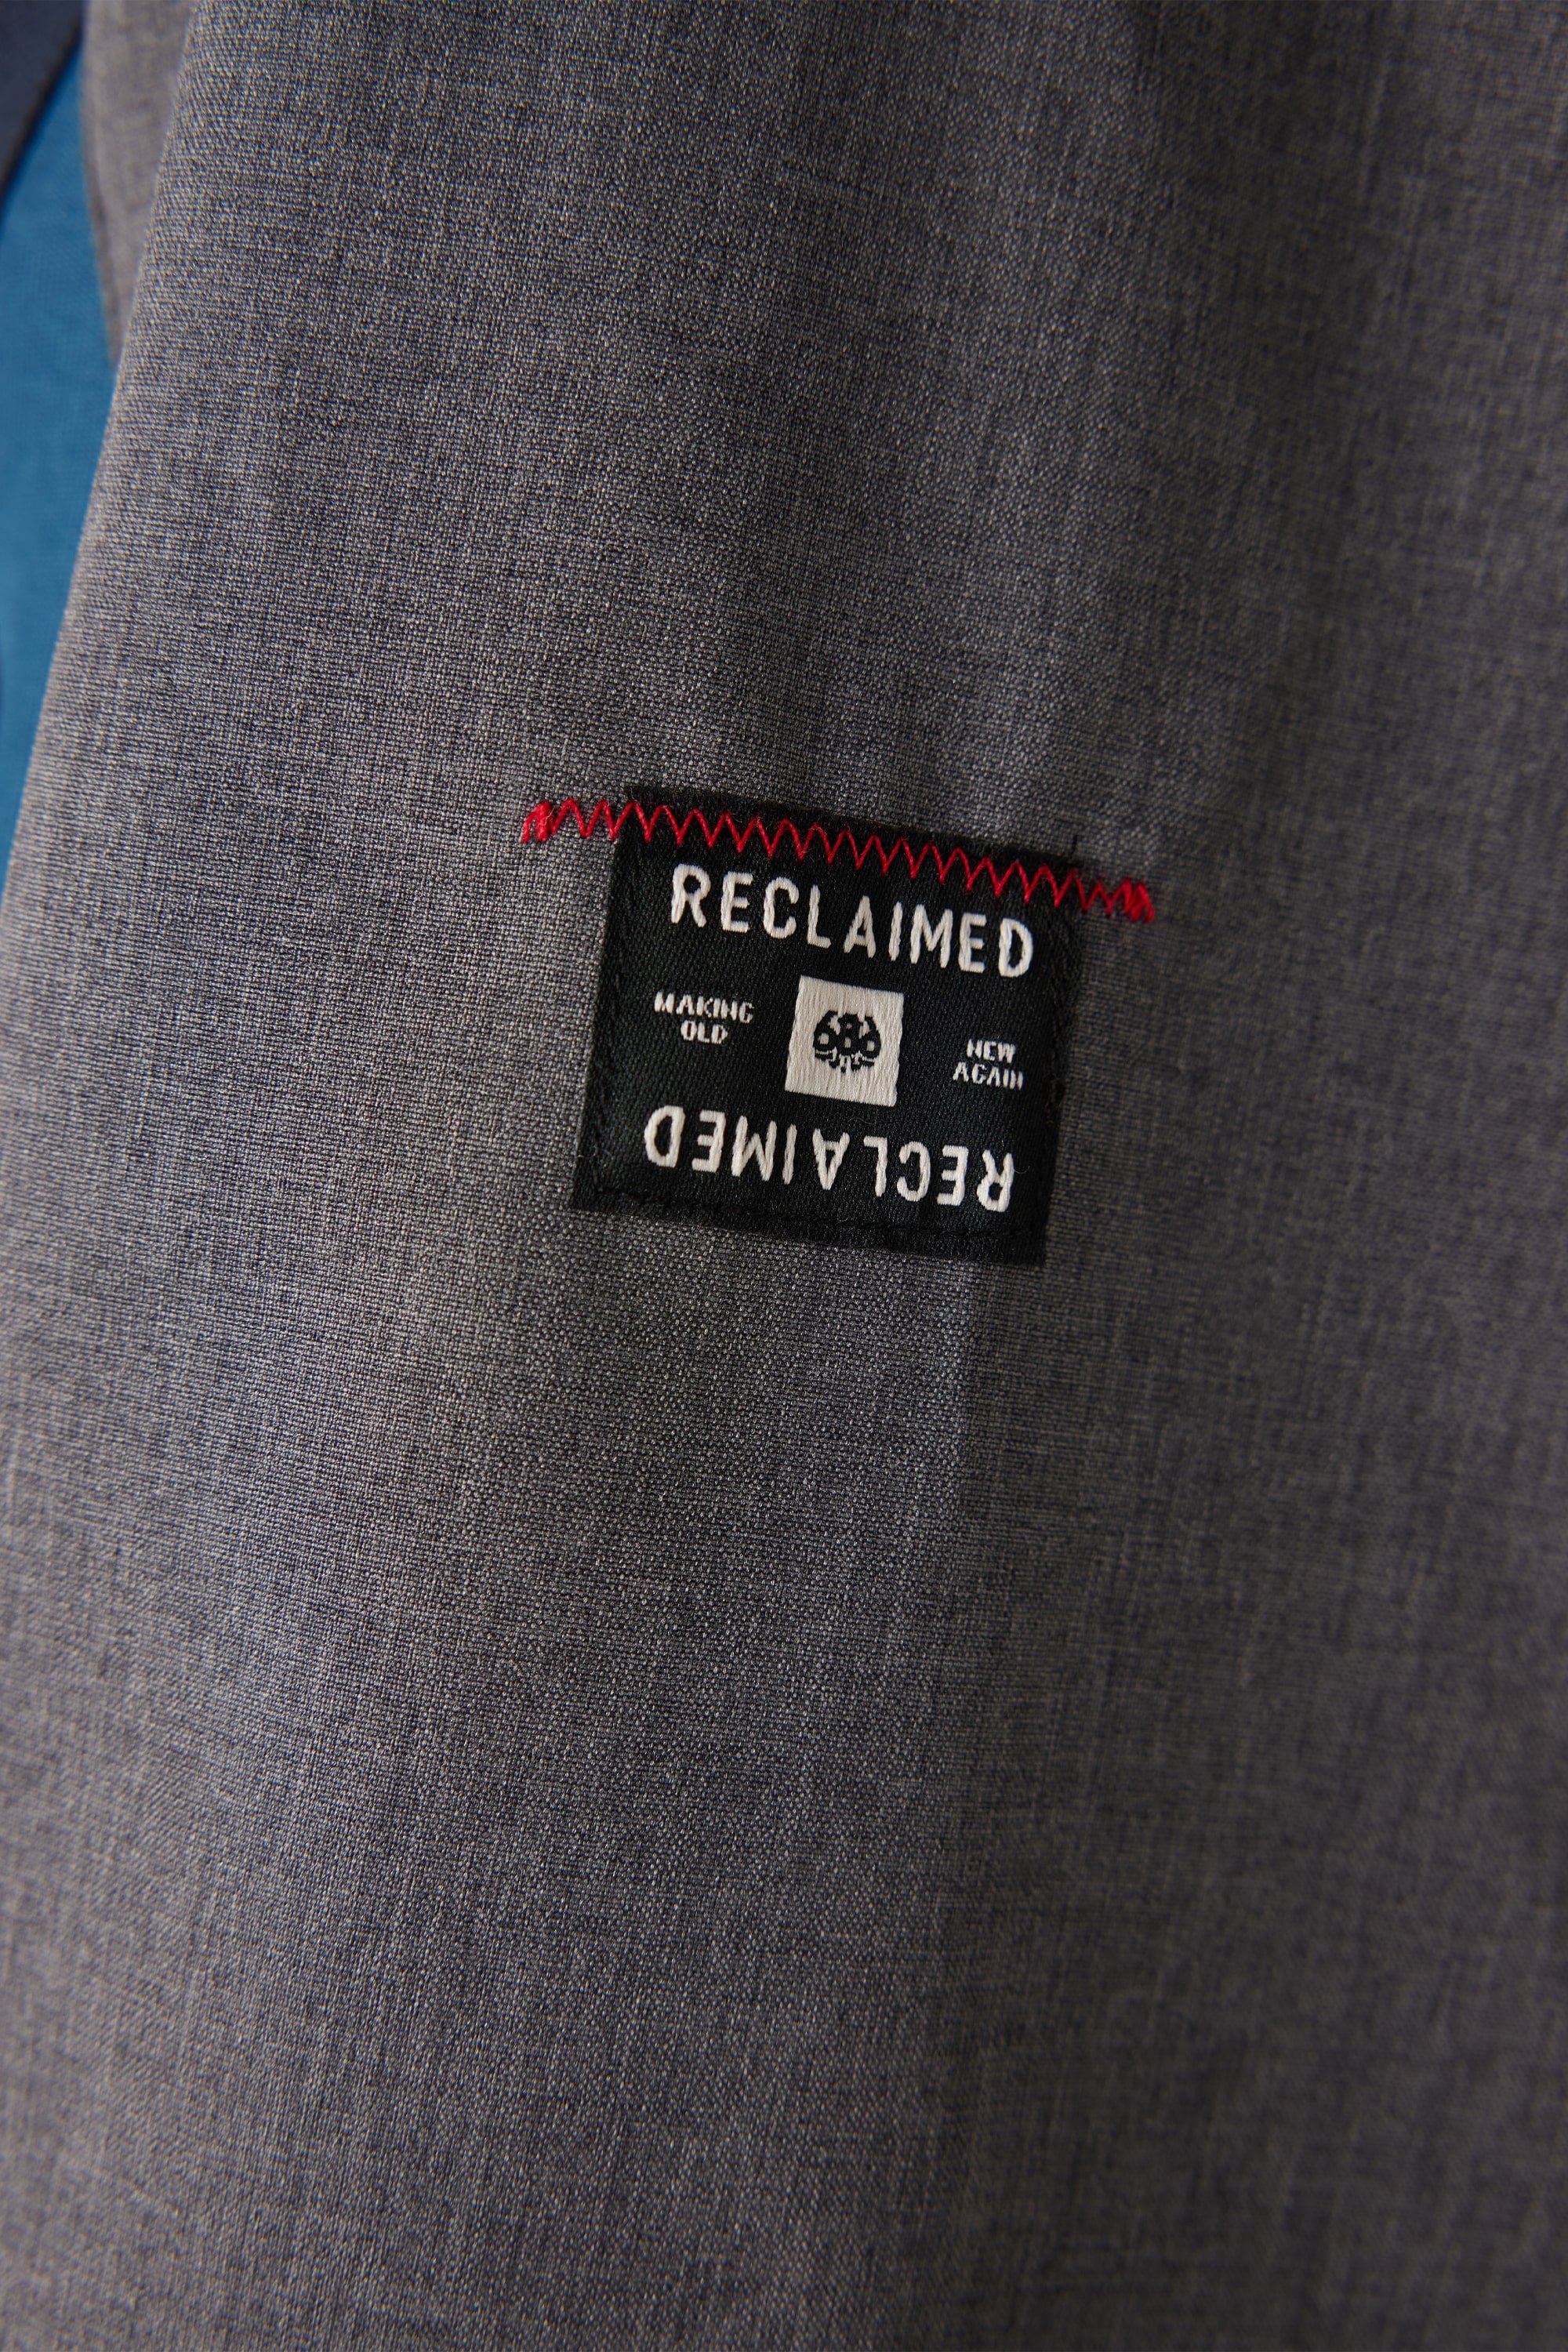 RECLAIMED
MAKING
OLD
686
NEW
AGAIN
RECLAIMED